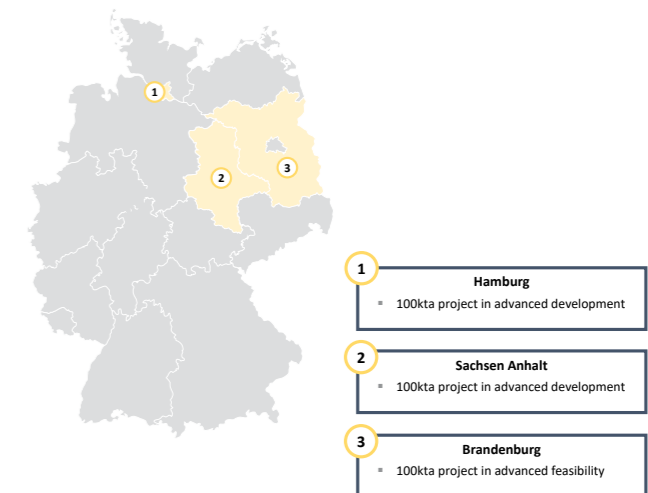 1
2
3
1
Hamburg
▪ 100kta project in advanced development
2
Sachsen Anhalt
▪ 100kta project in advanced development
3
Brandenburg
▪ 100kta project in advanced feasibility